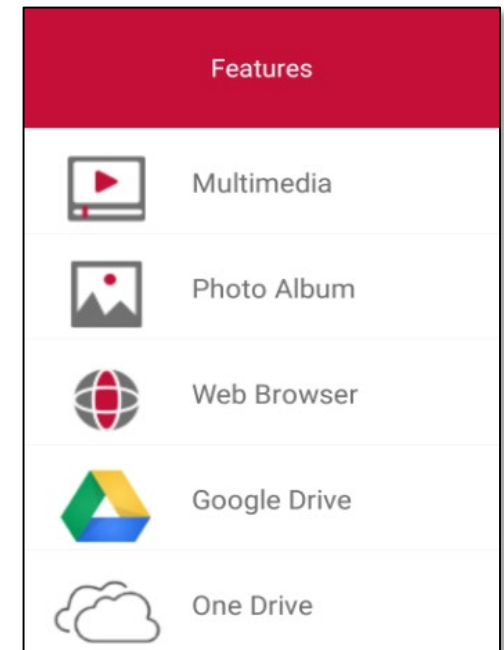 Features
Multimedia
Photo Album
Web Browser
Google Drive
One Drive